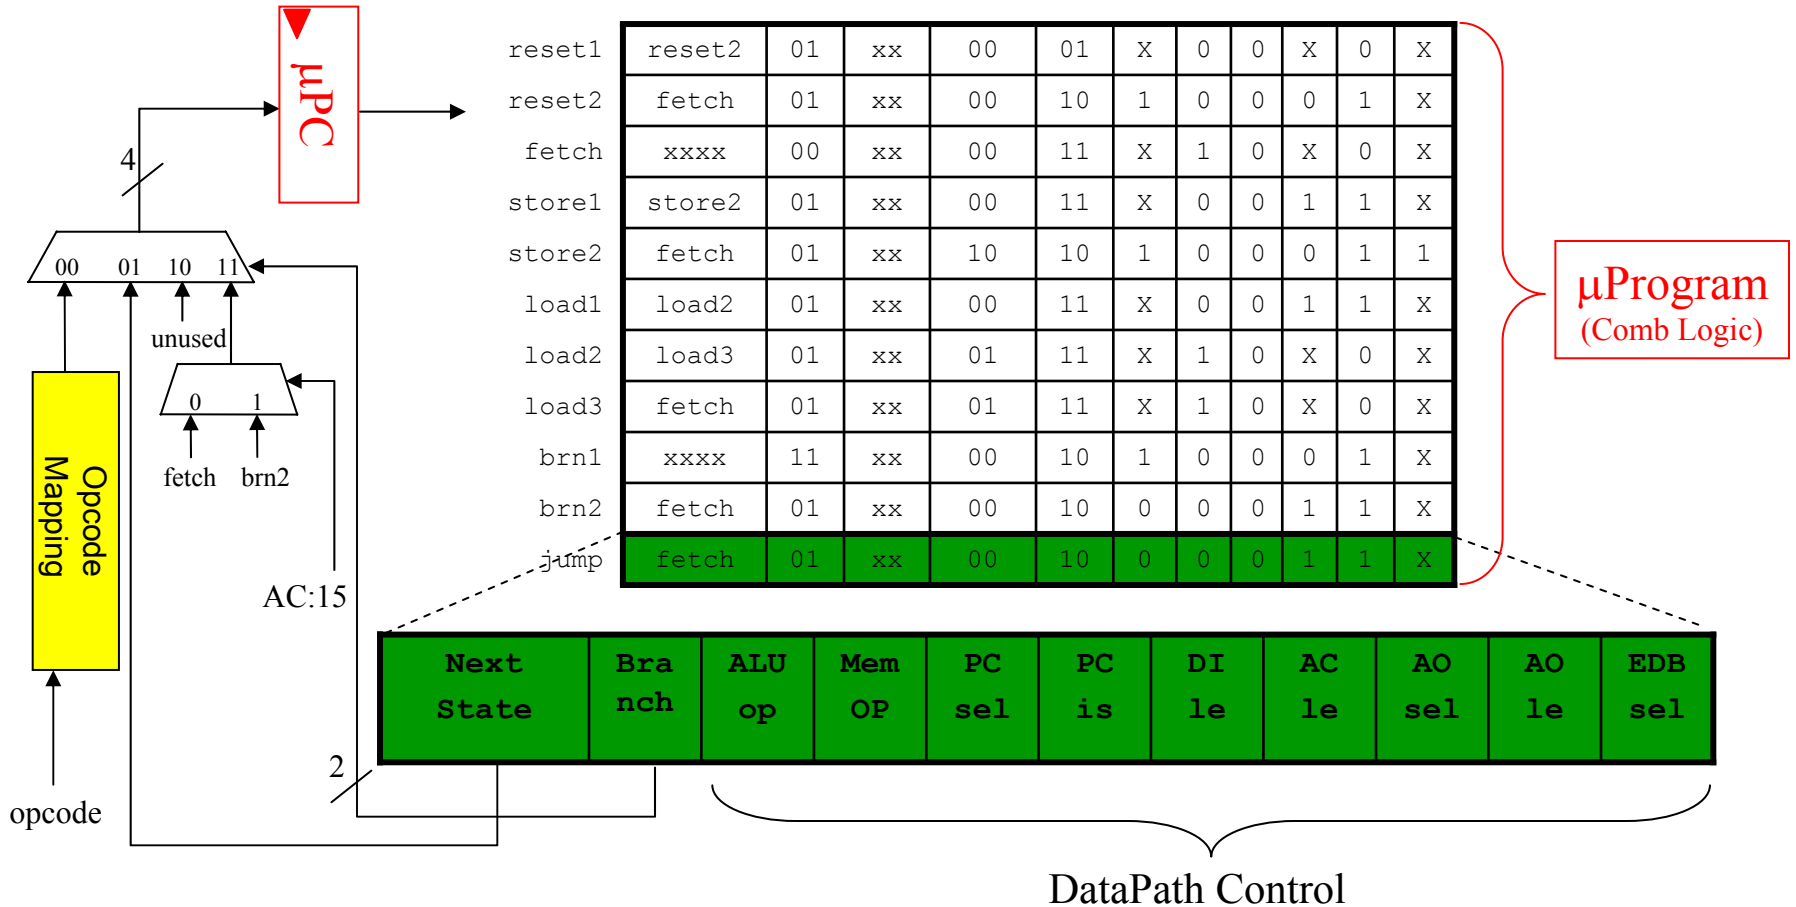 μPC
reset1 reset2 01 xx 00 01 X 0 0 X 0 X
reset2 fetch 01 xx 00 10 1 0 0 0 1 X
fetch xxxx 00 xx 00 11 X 1 0 X 0 X
store1 store2 01 xx 00 11 X 0 0 1 1 X
store2 fetch 01 xx 10 10 1 0 0 0 1 1
load1 load2 01 xx 00 11 X 0 0 1 1 X
load2 load3 01 xx 01 11 X 1 0 X 0 X
load3 fetch 01 xx 01 11 X 1 0 X 0 X
brn1 xxxx 11 xx 00 10 1 0 0 0 1 X
brn2 fetch 01 xx 00 10 0 0 0 1 1 X
jump fetch 01 xx 00 10 0 0 0 1 1 X
μProgram
(Comb Logic)
4
00 01 10 11
unused
0 1
fetch brn2
Opcode
Mapping
AC:15
opcode
2
Next Bra ALU Mem PC PC DI AC AO AO EDB
State nch op OP sel is le le sel le sel
DataPath Control